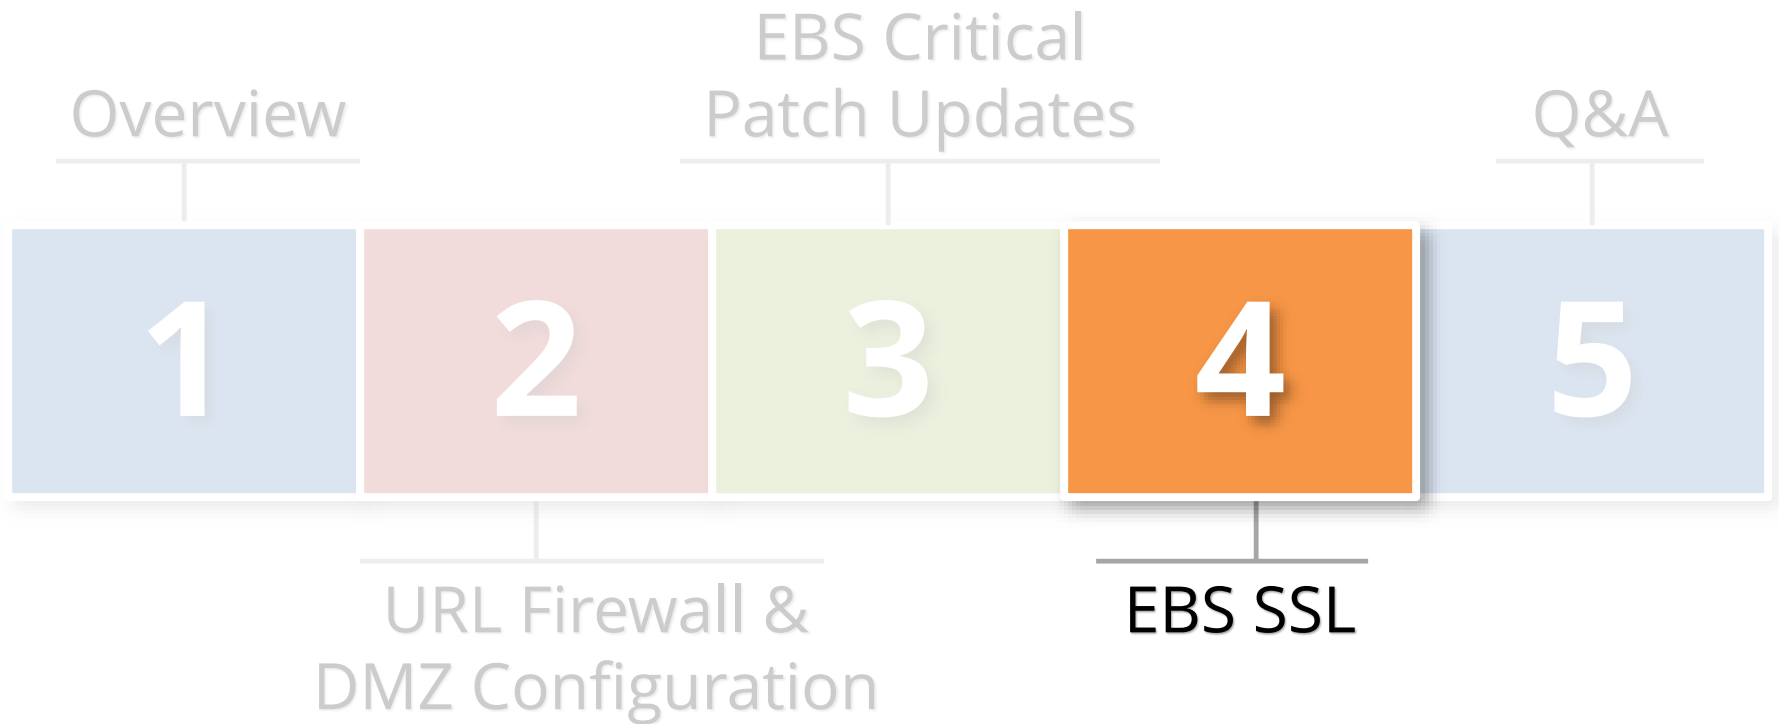 EBS Critical
Patch Updates
Overview
Q&A
1
2
3
4
5
URL Firewall &
DMZ Configuration
EBS SSL